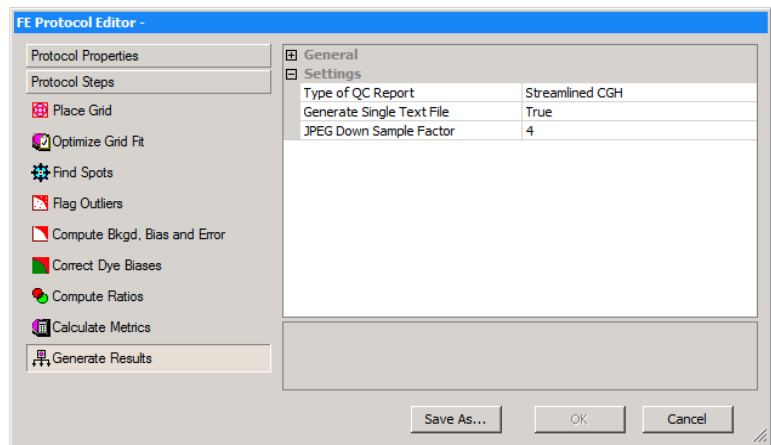 FE Protocol Editor -
Protocol Properties
Protocol Steps
Place Grid
Optimize Grid Fit
Find Spots
Flag Outliers
Compute Bkgd, Bias and Error
Correct Dye Biases
Compute Ratios
Calculate Metrics
Generate Results
General
Settings
Type of QC Report Streamlined CGH
Generate Single Text File True
JPEG Down Sample Factor 4
Save As... OK Cancel